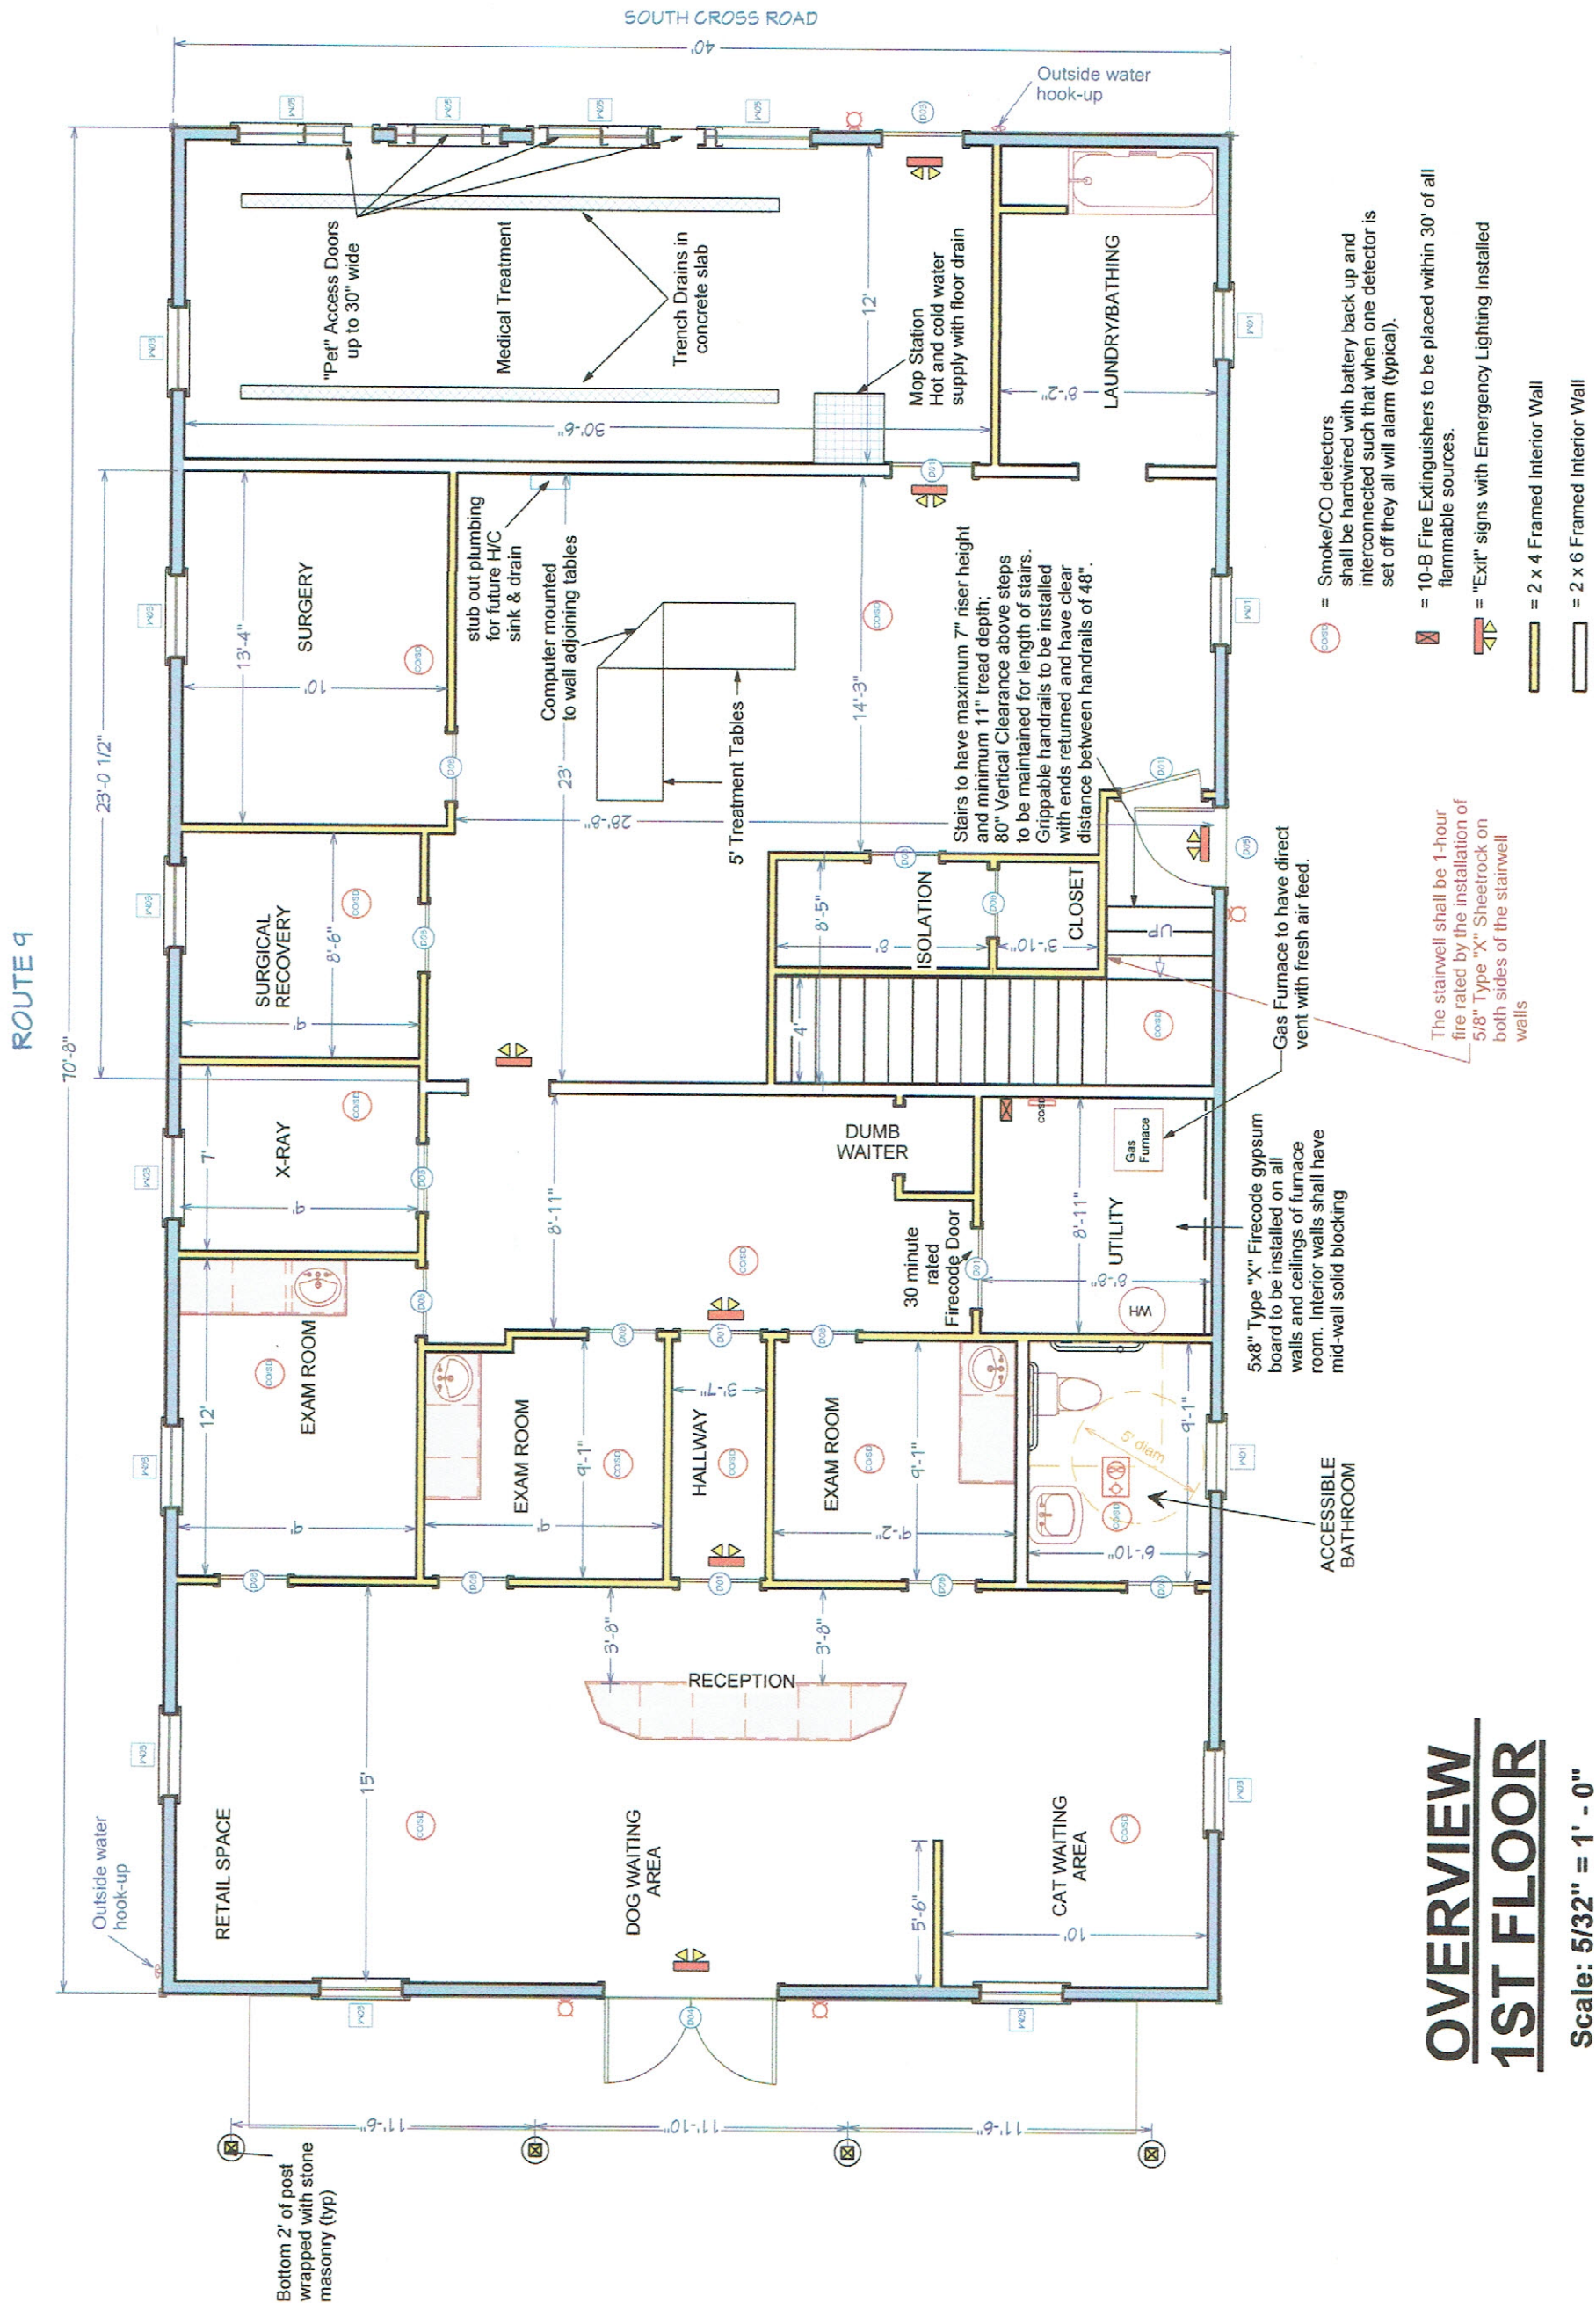 ROUTE 9
SOUTH CROSS ROAD
70'-8"
40'
23'-0 1/2"
Outside water
hook-up
Outside water
hook-up
Bottom 2' of post
wrapped with stone
masonry (typ)
11'-6"
11'-10"
11'-6"
RETAIL SPACE
15'
DOG WAITING
AREA
CAT WAITING
AREA
5'-6"
10'
RECEPTION
3'-8"
3'-8"
EXAM ROOM
12'
9'
EXAM ROOM
9'-1"
9'
HALLWAY
3'-7"
EXAM ROOM
9'-1"
9'-2"
ACCESSIBLE
BATHROOM
5' diam
9'-1"
6'-10"
X-RAY
7'
9'
8'-11"
DUMB
WAITER
30 minute
rated
Firecode Door
UTILITY
8'-11"
8'-8"
WH
Gas
Furnace
5x8" Type "X" Firecode gypsum
board to be installed on all
walls and ceilings of furnace
room. Interior walls shall have
mid-wall solid blocking
Gas Furnace to have direct
vent with fresh air feed.
SURGICAL
RECOVERY
8'-6"
9'
SURGERY
13'-4"
10'
stub out plumbing
for future H/C
sink & drain
Computer mounted
to wall adjoining tables
23'
28'-8"
5' Treatment Tables
14'-3"
Stairs to have maximum 7" riser height
and minimum 11" tread depth;
80" Vertical Clearance above steps
to be maintained for length of stairs.
Grippable handrails to be installed
with ends returned and have clear
distance between handrails of 48".
ISOLATION
8'-5"
8'
CLOSET
3'-10"
4'
UP
The stairwell shall be 1-hour
fire rated by the installation of
5/8" Type "X" Sheetrock on
both sides of the stairwell
walls
"Pet" Access Doors
up to 30" wide
Medical Treatment
Trench Drains in
concrete slab
30'-6"
12'
Mop Station
Hot and cold water
supply with floor drain
LAUNDRY/BATHING
8'-2"
CO/SD
= Smoke/CO detectors
shall be hardwired with battery back up and
interconnected such that when one detector is
set off they all will alarm (typical).
= 10-B Fire Extinguishers to be placed within 30' of all
flammable sources.
= "Exit" signs with Emergency Lighting Installed
= 2 x 4 Framed Interior Wall
= 2 x 6 Framed Interior Wall
OVERVIEW
1ST FLOOR
Scale: 5/32" = 1' - 0"